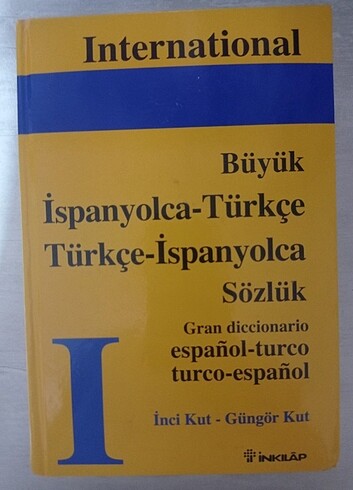 International
Büyük
İspanyolca-Türkçe
Türkçe-İspanyolca
Sözlük
Gran diccionario
español-turco
turco-español
I
İnci Kut - Güngör Kut
İNKILÂP